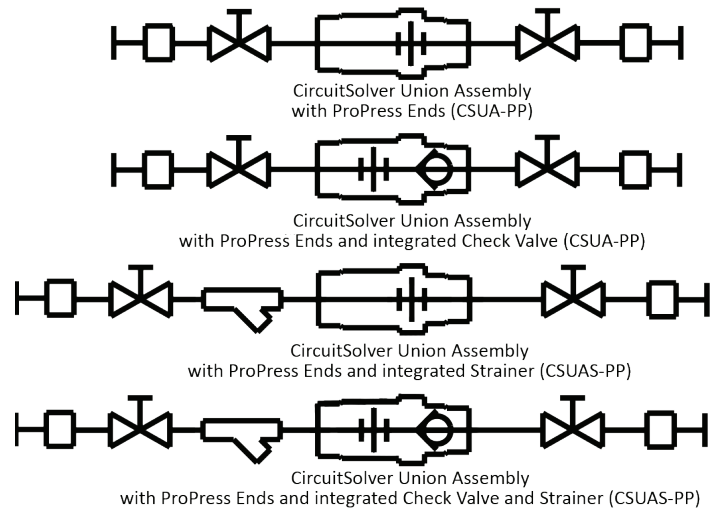 CircuitSolver Union Assembly
with ProPress Ends (CSUA-PP)
CircuitSolver Union Assembly
with ProPress Ends and integrated Check Valve (CSUA-PP)
CircuitSolver Union Assembly
with ProPress Ends and integrated Strainer (CSUAS-PP)
CircuitSolver Union Assembly
with ProPress Ends and integrated Check Valve and Strainer (CSUAS-PP)